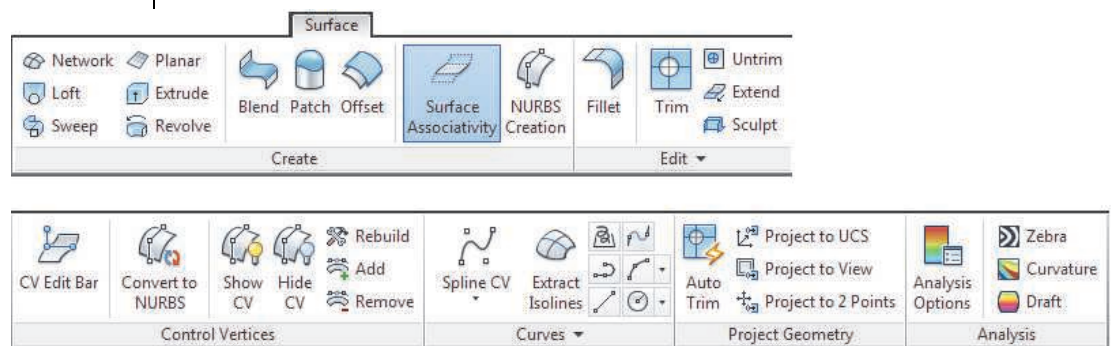 Surface
Network Planar
Loft Extrude
Sweep Revolve
Blend Patch Offset
Surface Associativity
NURBS Creation
Fillet
Trim
Untrim
Extend
Sculpt
Create
Edit
CV Edit Bar
Convert to NURBS
Show CV
Hide CV
Rebuild
Add
Remove
Spline CV
Extract Isolines
Auto Trim
Project to UCS
Project to View
Project to 2 Points
Analysis Options
Zebra
Curvature
Draft
Control Vertices
Curves
Project Geometry
Analysis